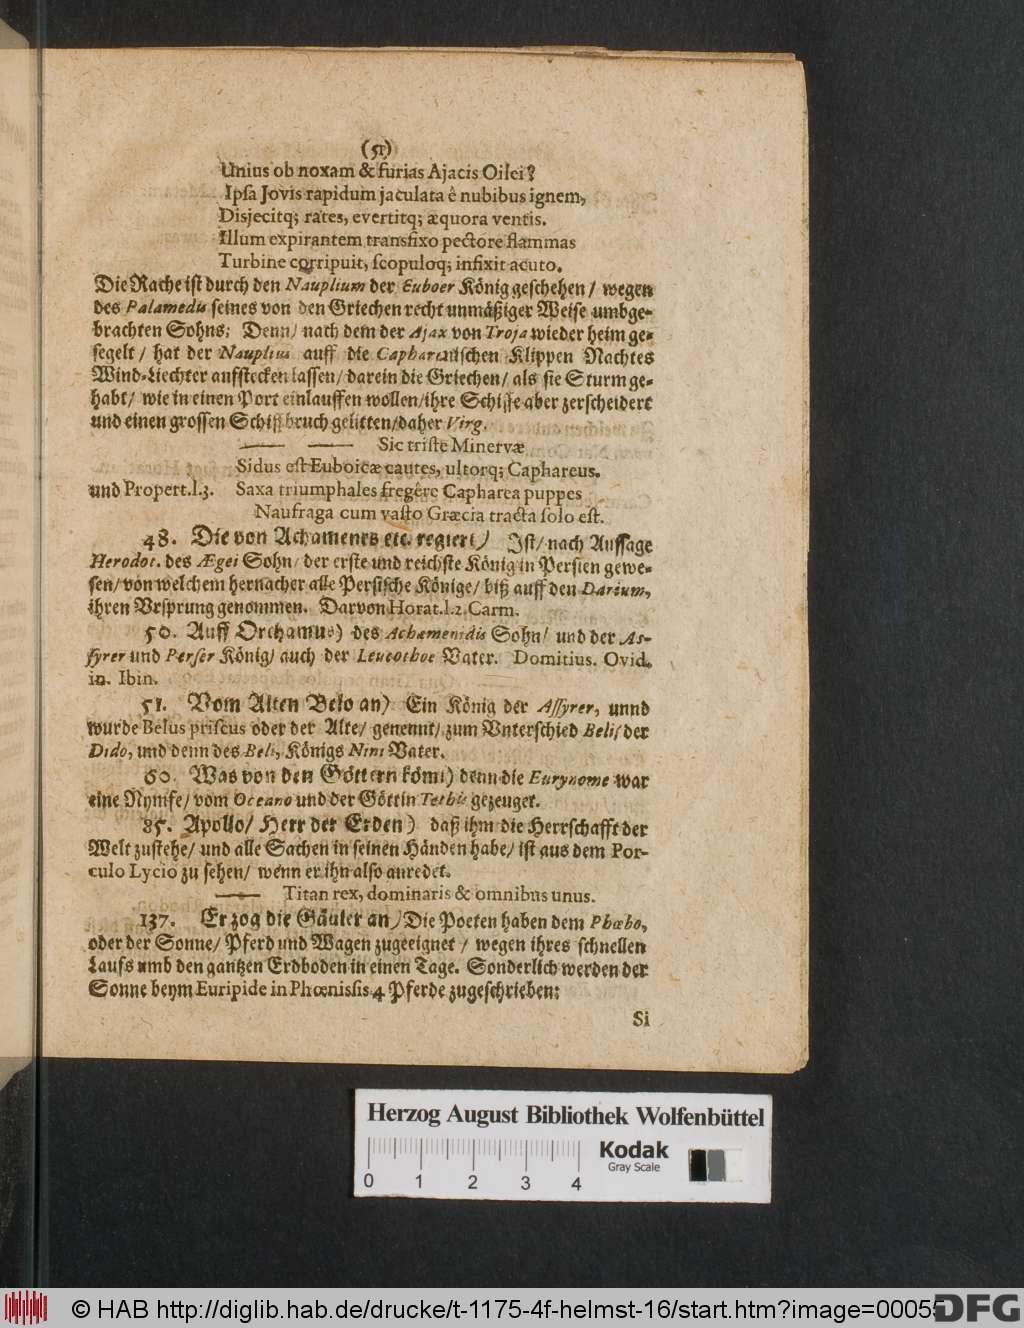 (51)
Unius ob noxam & furias Ajacis Oilei?
Ipsa Jovis rapidum jaculata ê nubibus ignem,
Disjecitq; rates, evertitq; æquora ventis.
Illum expirantem transfixo pectore flammas
Turbine corripuit, scopuloq; infixit acuto.
Die Rache ist durch den Nauplium der Euboer König geschehen / wegen
des Palamedis seines von den Griechen recht unmäßiger Weise umbge-
brachten Sohns; Denn / nach dem der Ajax von Troja wieder heim ge-
segelt / hat der Nauplius auff die Capharenischen Klippen Nachtes
Wind-Liechter aufstecken lassen / darein die Griechen / als sie Sturm ge-
habt / wie in einen Port einlauffen wollen / ihre Schiffe aber zerscheidert
und einen grossen Schiffbruch gelitten / daher Virg.
Sic triste Minervæ
Sidus est Euboicæ cautes, ultorq; Caphareus.
und Propert.l.3. Saxa triumphales fregêre Capharea puppes
Naufraga cum vasto Græcia tracta solo est.
48. Die von Achamenes etc. regiert) Ist / nach Aussage
Herodot. des Ægei Sohn / der erste und reichste König in Persien gewe-
sen / von welchem hernacher alle Persische Könige / biß auff den Darium,
ihren Vrsprung genommen. Darvon Horat.l.2.Carm.
50. Auff Orchamus) des Achæmenidis Sohn / und der As-
syrer und Perser König / auch der Leucothoe Vater. Domitius. Ovid.
in. Ibin.
51. Vom Alten Belo an) Ein König der Assyrer, unnd
wurde Belus priscus oder der Alte / genennt / zum Vnterschied Beli / der
Dido, und denn des Beli, Königs Nini Vater.
60. Was von den Göttern kömt) denn die Eurynome war
eine Nymfe / vom Oceano und der Göttin Tethis gezeuget.
85. Apollo / Herr der Erden) daß ihm die Herrschafft der
Welt zustehe / und alle Sachen in seinen Händen habe / ist aus dem Por-
culo Lycio zu sehen / wenn er ihn also anredet.
Titan rex, dominaris & omnibus unus.
137. Er zog die Gäuler an) Die Poeten haben dem Phœbo,
oder der Sonne / Pferd und Wagen zugeeignet / wegen ihres schnellen
Laufs umb den gantzen Erdboden in einen Tage. Sonderlich werden der
Sonne beym Euripide in Phœnissis 4 Pferde zugeschrieben:
Si
Herzog August Bibliothek Wolfenbüttel
Kodak
Gray Scale
0 1 2 3 4
© HAB http://diglib.hab.de/drucke/t-1175-4f-helmst-16/start.htm?image=00055
DFG